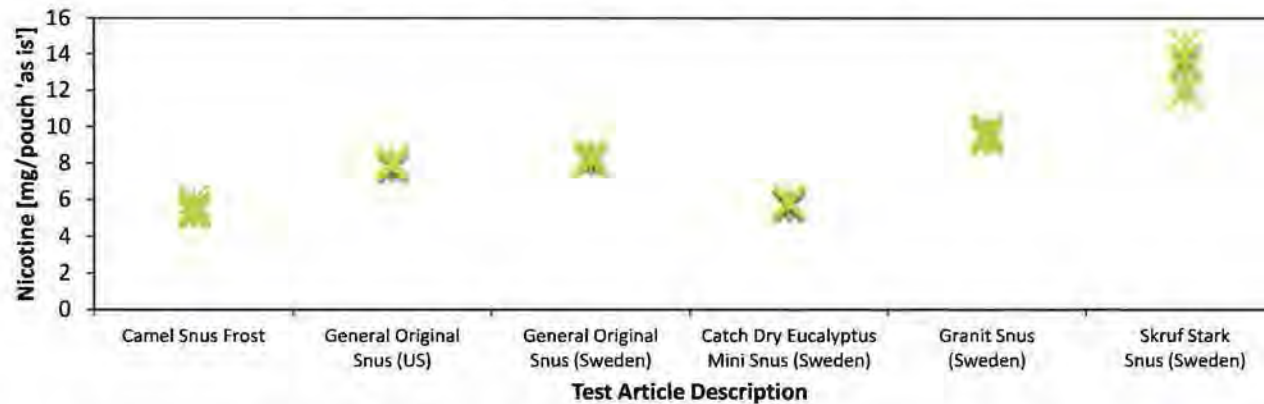 Nicotine [mg/pouch 'as is']
16
14
12
10
8
6
4
2
0
Camel Snus Frost
General Original
Snus (US)
General Original
Snus (Sweden)
Catch Dry Eucalyptus
Mini Snus (Sweden)
Granit Snus
(Sweden)
Skruf Stark
Snus (Sweden)
Test Article Description